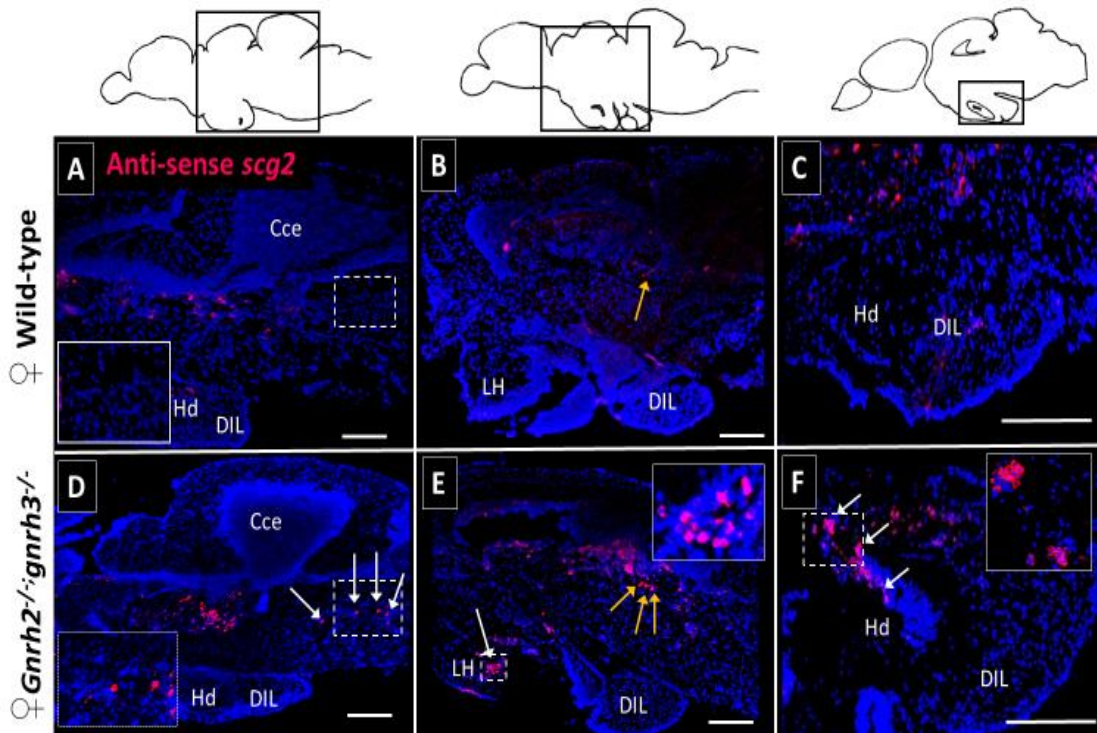 A Anti-sense scg2
Cce
Hd
DIL
B
LH
DIL
C
Hd
DIL
♀ Wild-type
D
Cce
Hd
DIL
E
LH
DIL
F
Hd
DIL
♀ Gnrh2-/-;gnrh3-/-